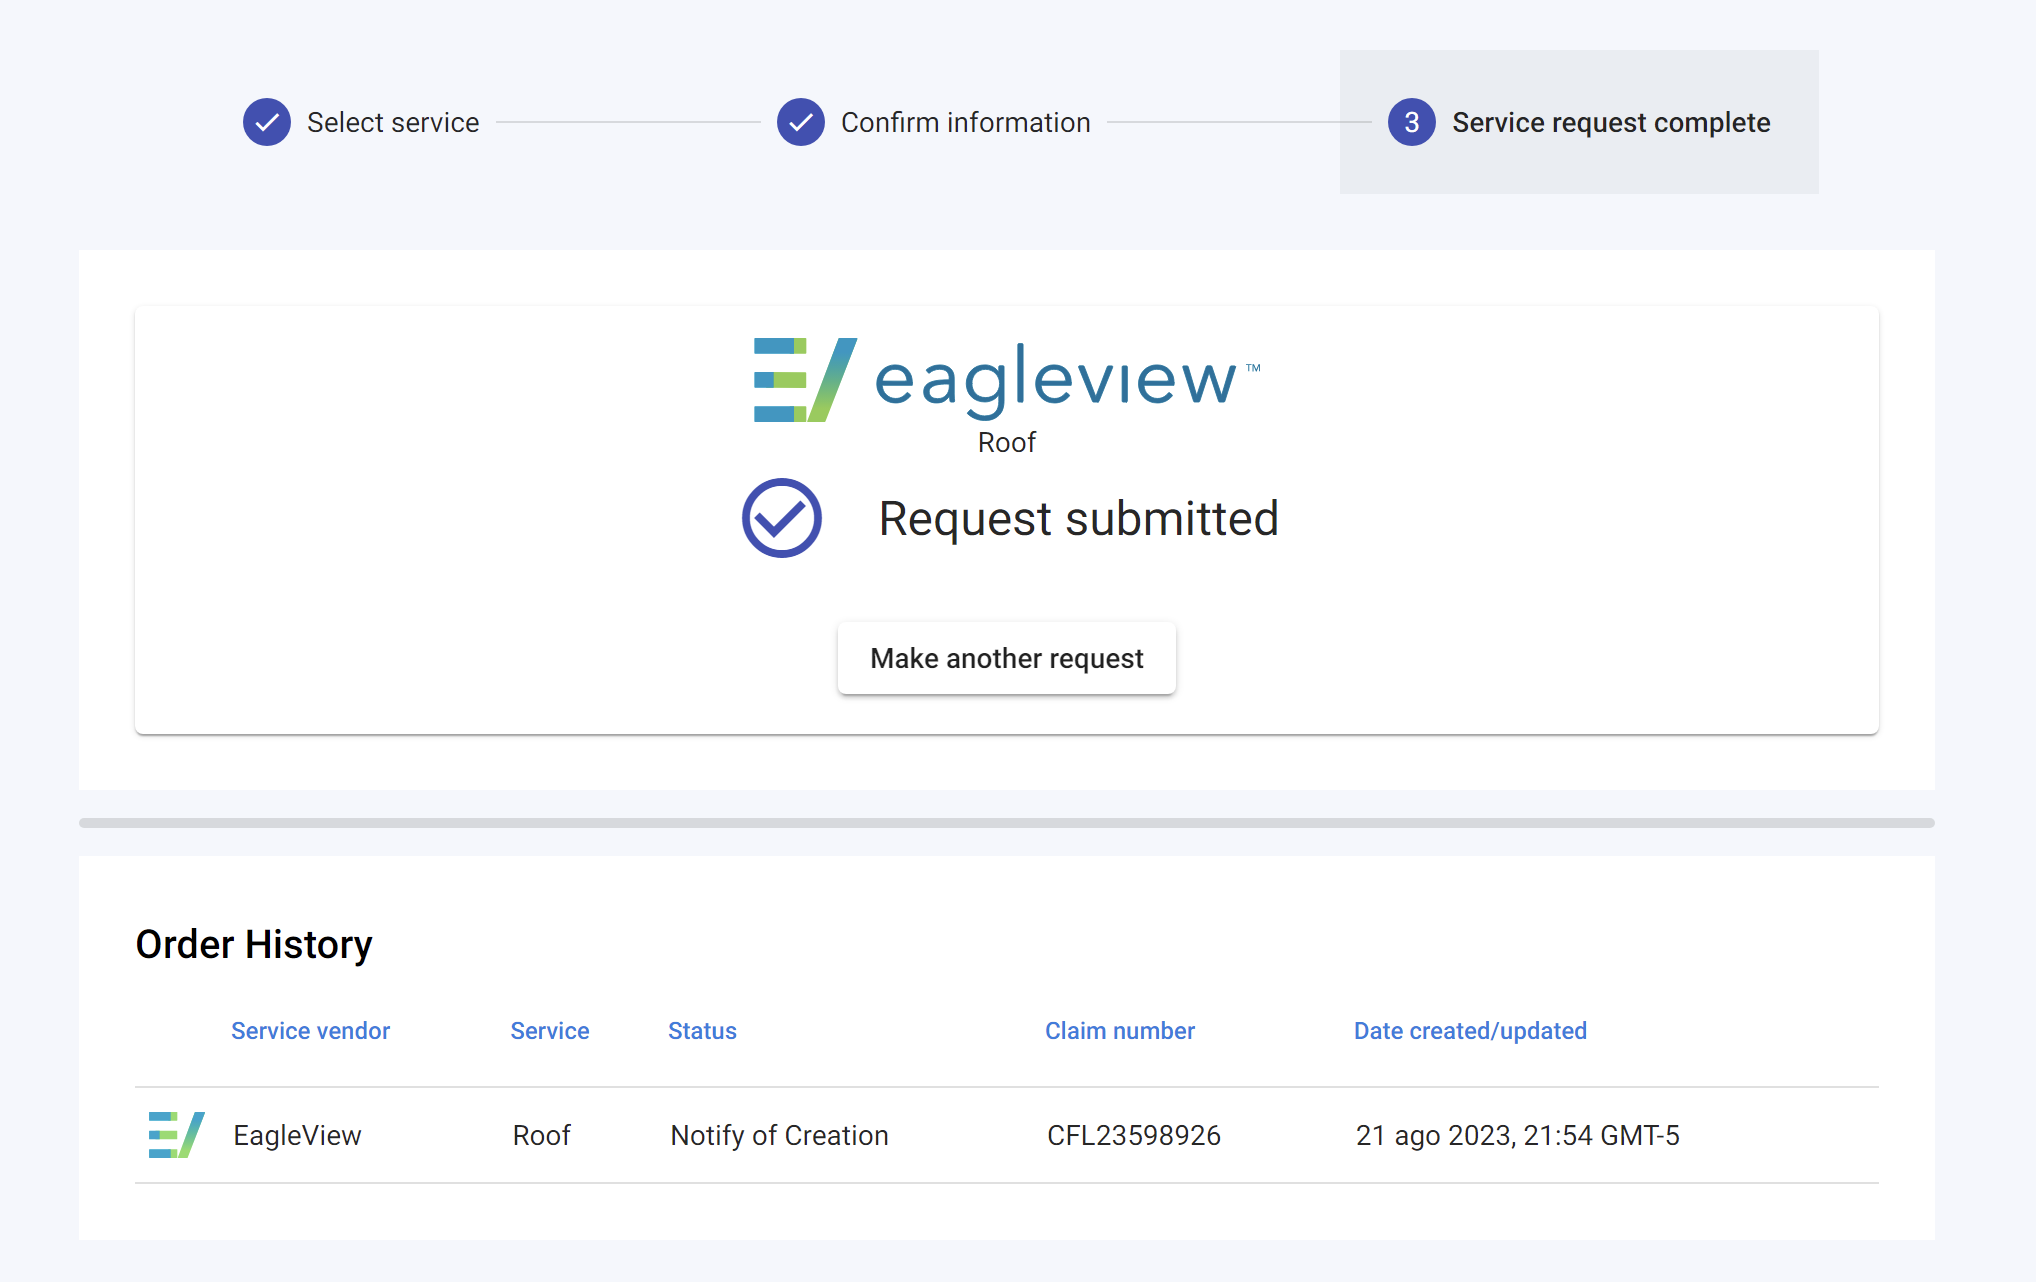 Select service
Confirm information
3 Service request complete
eagleview™
Roof
Request submitted
Make another request
Order History
Service vendor Service Status Claim number Date created/updated
EagleView Roof Notify of Creation CFL23598926 21 ago 2023, 21:54 GMT-5